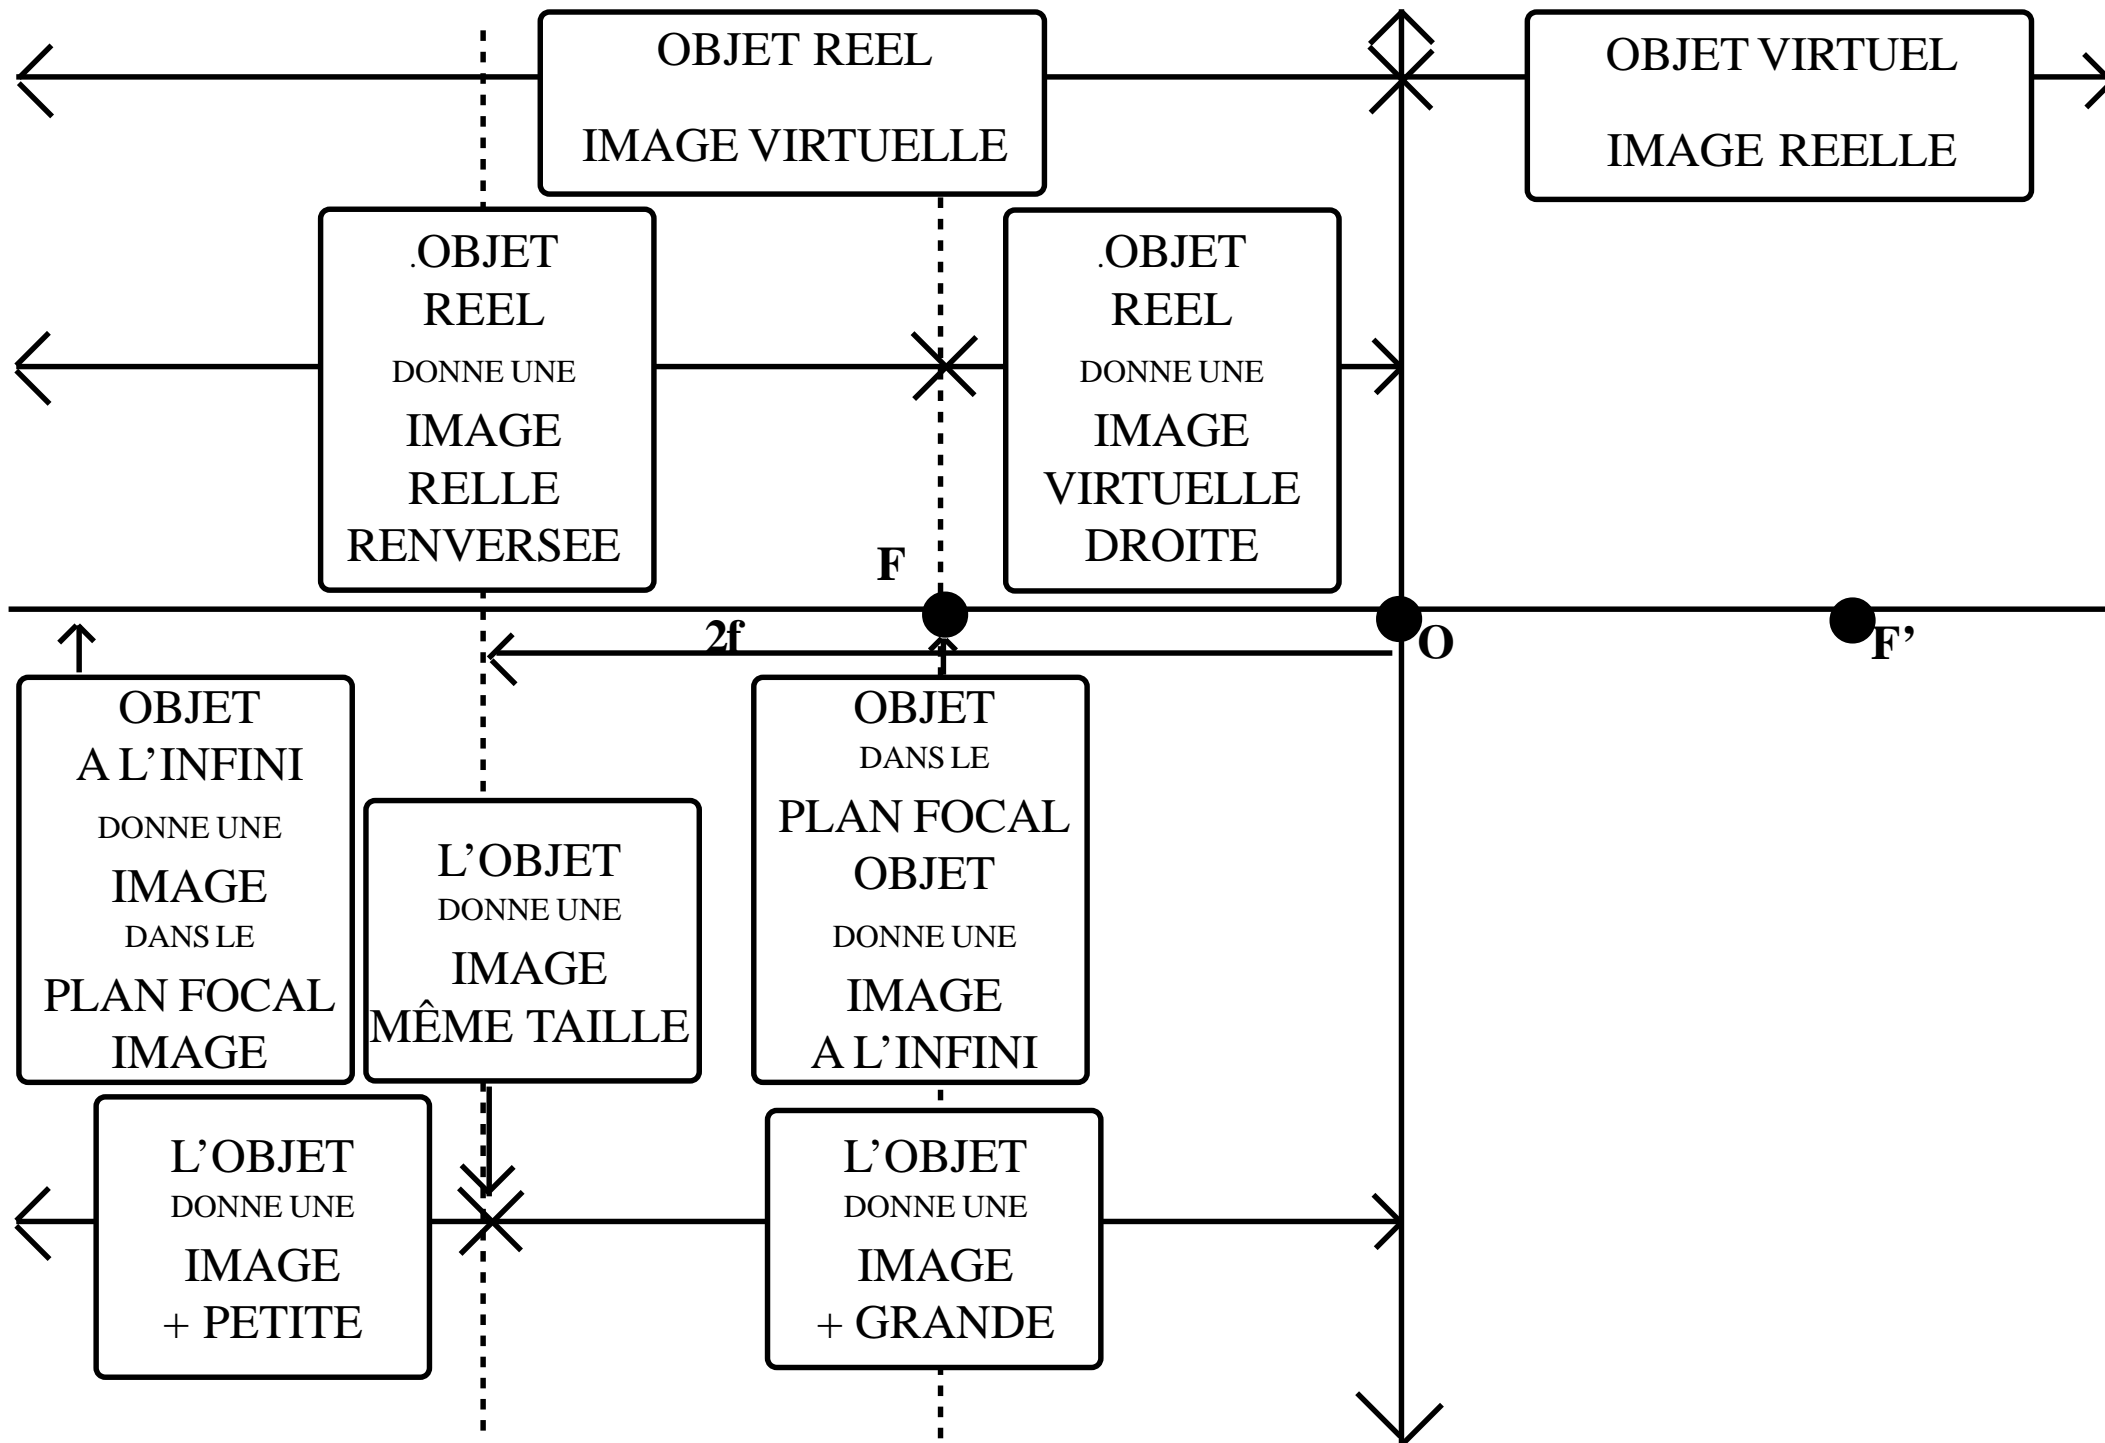 OBJET REEL
IMAGE VIRTUELLE
OBJET VIRTUEL
IMAGE REELLE
.OBJET
REEL
DONNE UNE
IMAGE
RELLE
RENVERSEE
.OBJET
REEL
DONNE UNE
IMAGE
VIRTUELLE
DROITE
F
2f
O
F’
OBJET
A L’INFINI
DONNE UNE
IMAGE
DANS LE
PLAN FOCAL
IMAGE
L’OBJET
DONNE UNE
IMAGE
MÊME TAILLE
OBJET
DANS LE
PLAN FOCAL
OBJET
DONNE UNE
IMAGE
A L’INFINI
L’OBJET
DONNE UNE
IMAGE
+ PETITE
L’OBJET
DONNE UNE
IMAGE
+ GRANDE